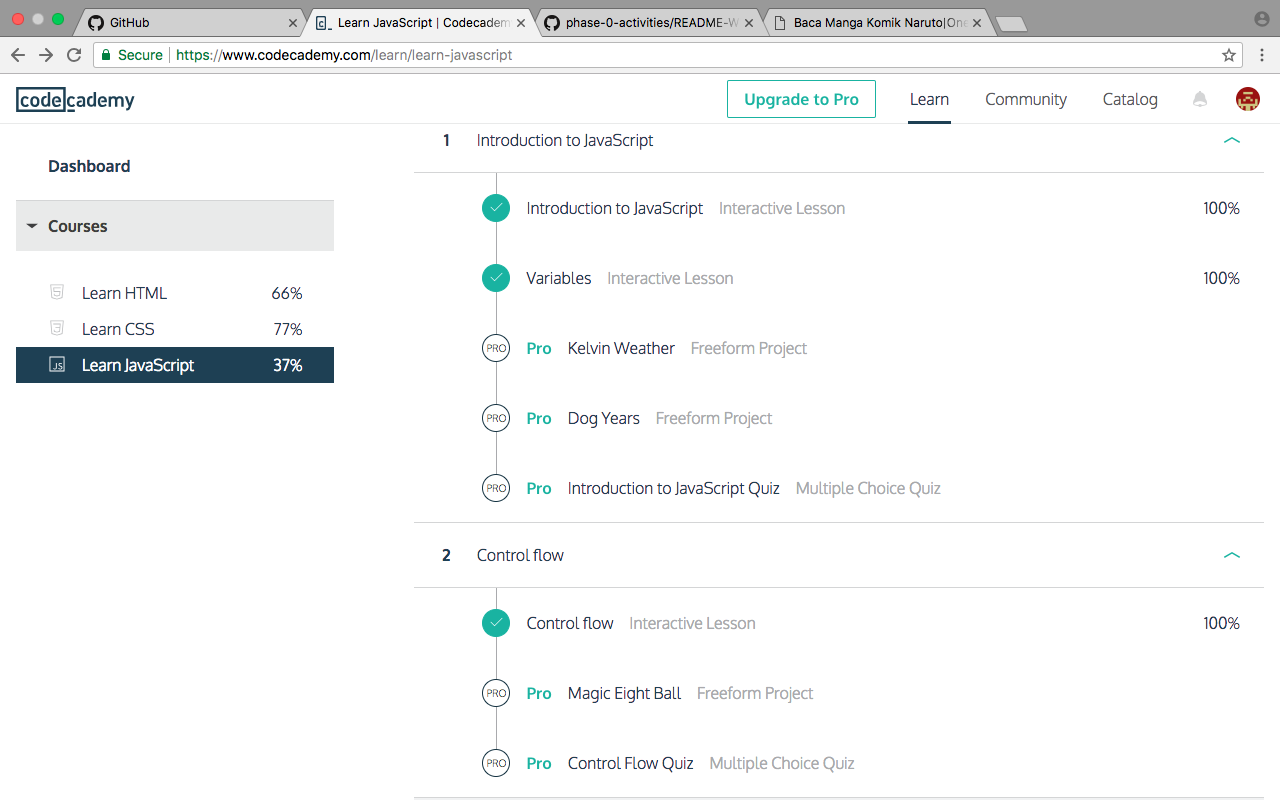 GitHub
Learn JavaScript | Codecadem
phase-0-activities/README-W
Baca Manga Komik Naruto|One
Secure https://www.codecademy.com/learn/learn-javascript
codecademy Upgrade to Pro Learn Community Catalog
Dashboard
Courses
Learn HTML 66%
Learn CSS 77%
JS Learn JavaScript 37%
1 Introduction to JavaScript
Introduction to JavaScript Interactive Lesson 100%
Variables Interactive Lesson 100%
PRO Pro Kelvin Weather Freeform Project
PRO Pro Dog Years Freeform Project
PRO Pro Introduction to JavaScript Quiz Multiple Choice Quiz
2 Control flow
Control flow Interactive Lesson 100%
PRO Pro Magic Eight Ball Freeform Project
PRO Pro Control Flow Quiz Multiple Choice Quiz